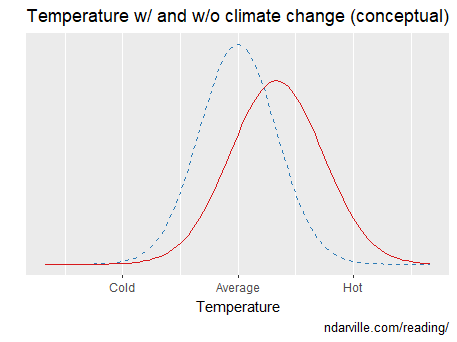 Temperature w/ and w/o climate change (conceptual)
Cold Average Hot
Temperature
ndarville.com/reading/